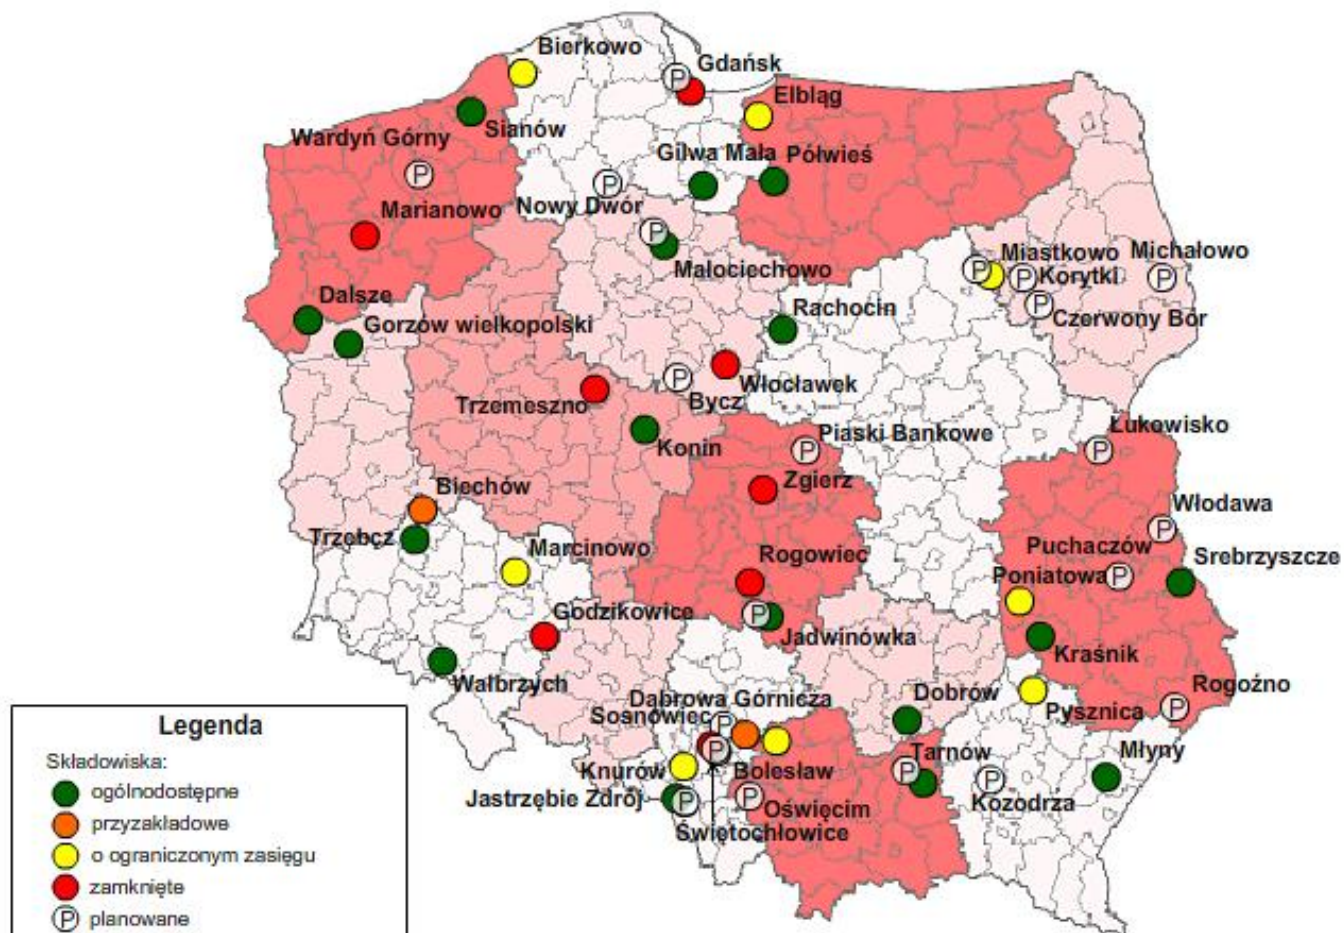 Bierkowo
Gdańsk
Elbląg
Wardyń Górny
Sianów
Gilwa Mała
Półwieś
Marianowo
Nowy Dwór
P
P
P
P
Małociechowo
Miastkowo
Michałowo
P
P
Korytki
P
P
Czerwony Bór
Dalsze
Gorzów wielkopolski
Rachocin
Włocławek
P
Bycz
Trzemeszno
Konin
Piaski Bankowe
P
Łukowisko
P
Zgierz
Biechów
Włodawa
P
Trzebcz
Marcinowo
Rogowiec
Puchaczów
Srebrzyszcze
Poniatowa
P
Godzikowice
P
Jadwinówka
Kraśnik
Wałbrzych
Dąbrowa Górnicza
Dobrów
Rogoźno
P
Sosnowiec
P
Pysznica
P
Tarnów
P
Młyny
Knurów
Bolesław
P
Kozodrza
Jastrzębie Zdrój
P
P
Oświęcim
Świętochłowice
Legenda
Składowiska:
ogólnodostępne
przyzakładowe
o ograniczonym zasięgu
zamknięte
P planowane